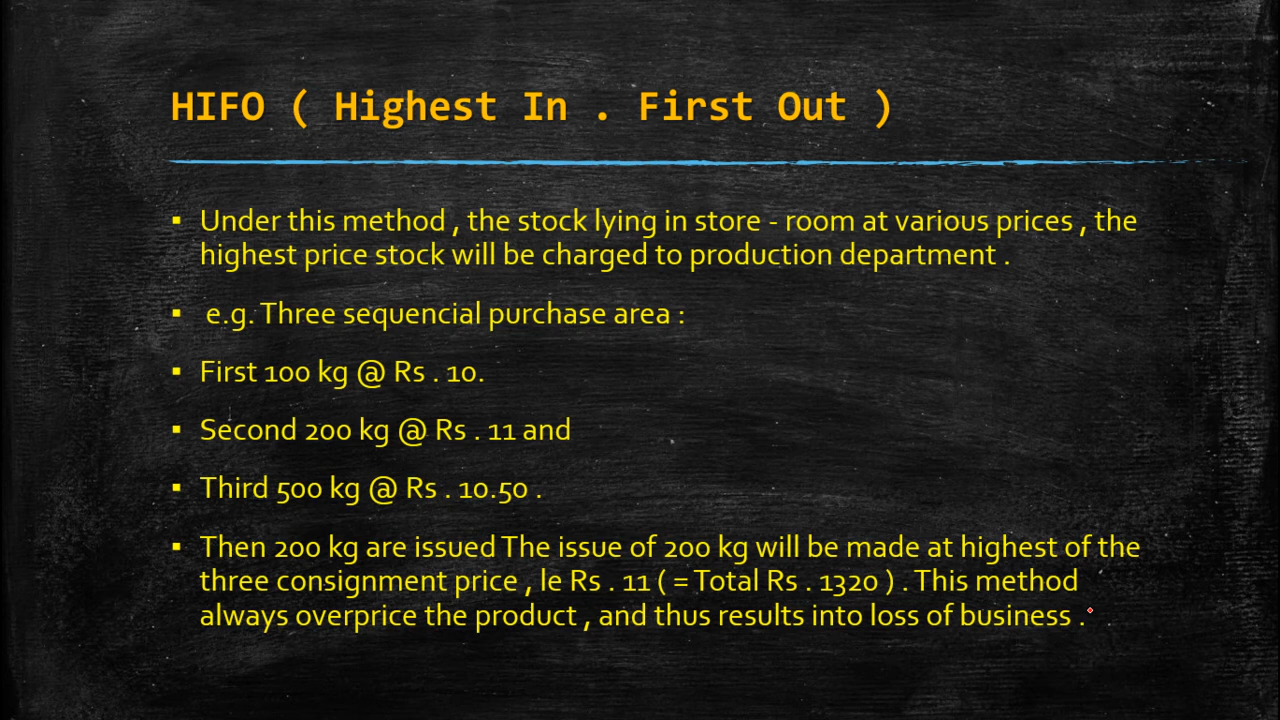 HIFO ( Highest In . First Out )
▪ Under this method , the stock lying in store - room at various prices , the
highest price stock will be charged to production department .
▪ e.g. Three sequencial purchase area :
▪ First 100 kg @ Rs . 10.
▪ Second 200 kg @ Rs . 11 and
▪ Third 500 kg @ Rs . 10.50 .
▪ Then 200 kg are issued The issue of 200 kg will be made at highest of the
three consignment price , le Rs . 11 ( = Total Rs . 1320 ) . This method
always overprice the product , and thus results into loss of business .